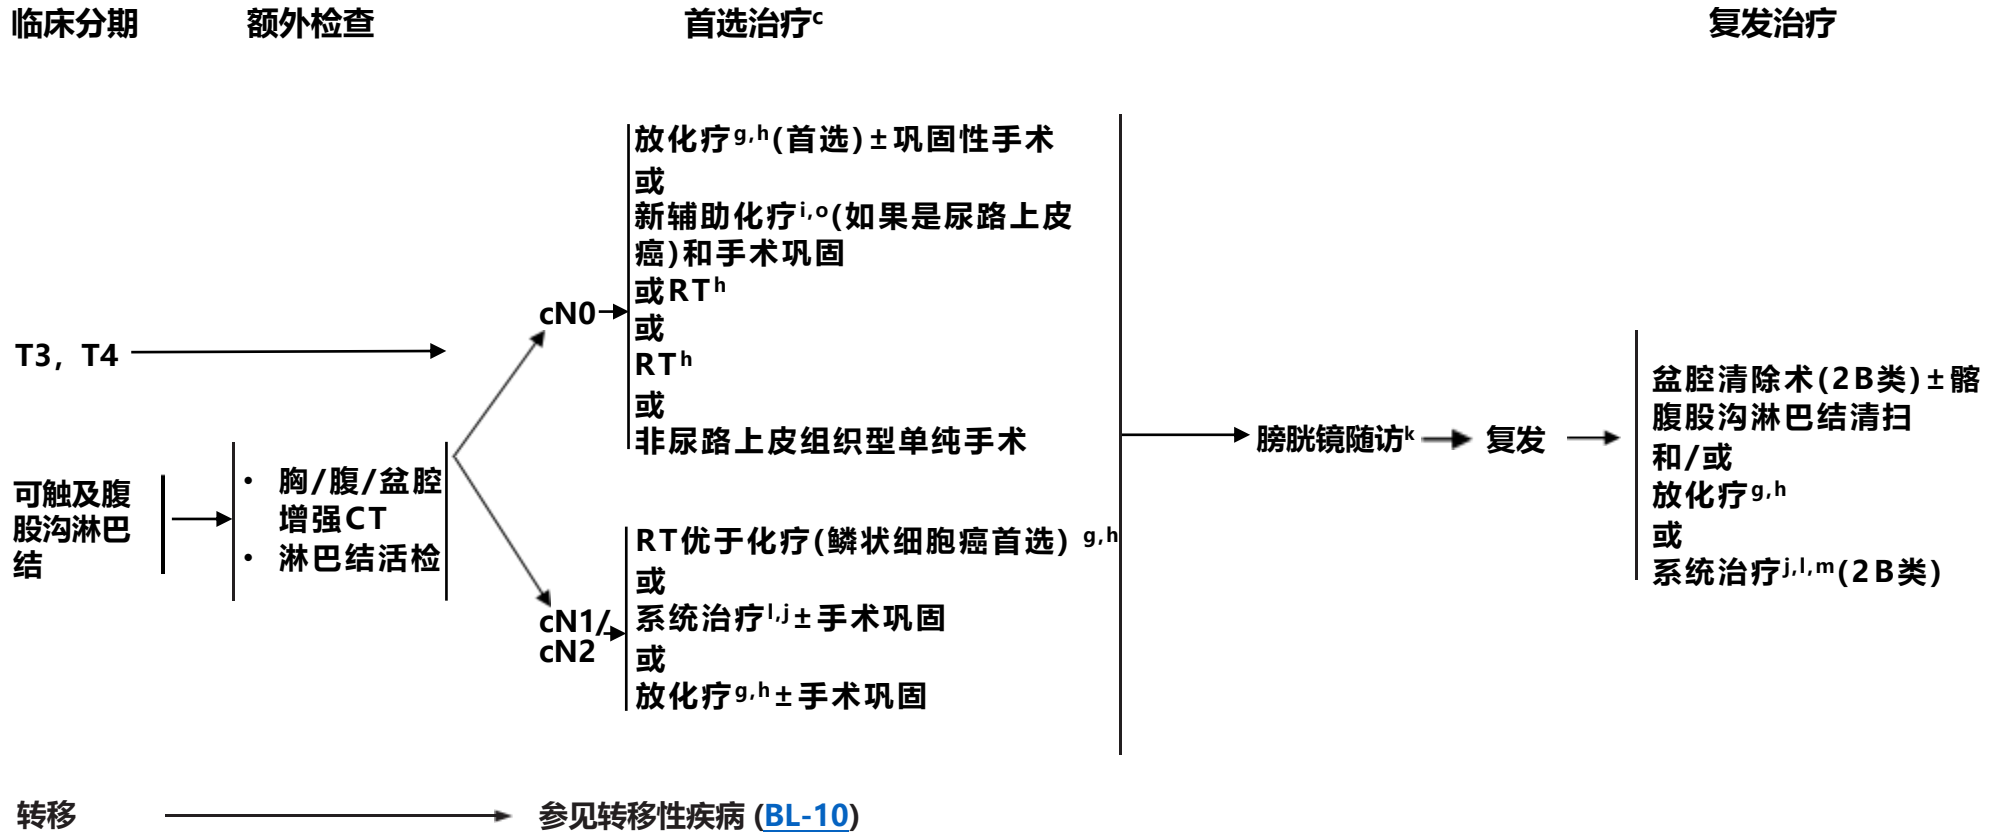 临床分期
额外检查
首选治疗c
复发治疗
T3, T4
可触及腹
股沟淋巴
结
• 胸/腹/盆腔
增强CT
• 淋巴结活检
cN0
放化疗g,h(首选)±巩固性手术
或
新辅助化疗i,o(如果是尿路上皮
癌)和手术巩固
或RTh
或
RTh
或
非尿路上皮组织型单纯手术
cN1/
cN2
RT优于化疗(鳞状细胞癌首选) g,h
或
系统治疗l,j±手术巩固
或
放化疗g,h±手术巩固
膀胱镜随访k
复发
盆腔清除术(2B类)±髂
腹股沟淋巴结清扫
和/或
放化疗g,h
或
系统治疗j,l,m(2B类)
转移
参见转移性疾病 (BL-10)